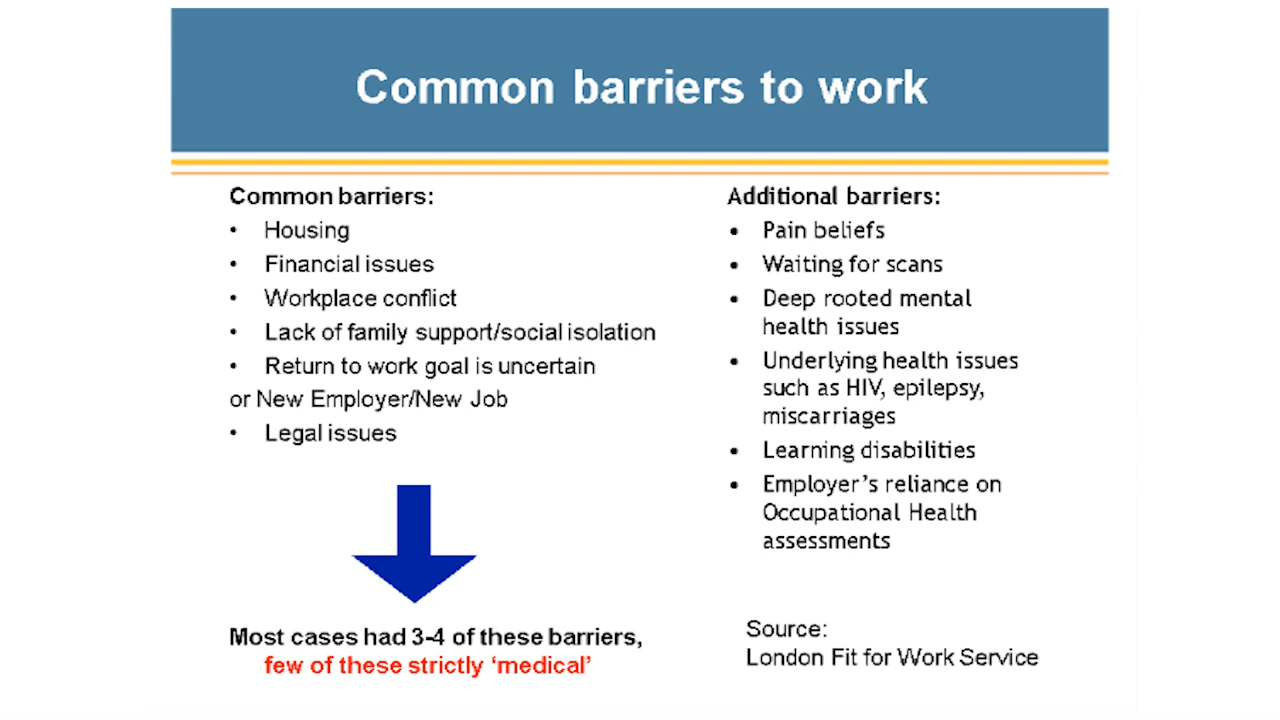 Common barriers to work
Common barriers:
• Housing
• Financial issues
• Workplace conflict
• Lack of family support/social isolation
• Return to work goal is uncertain
or New Employer/New Job
• Legal issues
Most cases had 3-4 of these barriers,
few of these strictly ‘medical’
Additional barriers:
• Pain beliefs
• Waiting for scans
• Deep rooted mental
health issues
• Underlying health issues
such as HIV, epilepsy,
miscarriages
• Learning disabilities
• Employer’s reliance on
Occupational Health
assessments
Source:
London Fit for Work Service